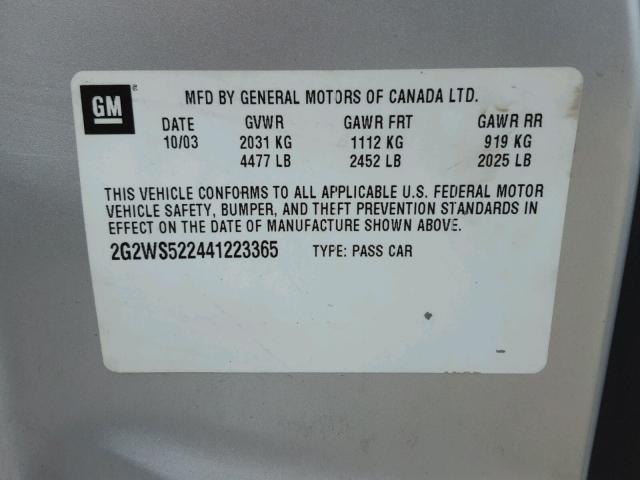 GM ®
MFD BY GENERAL MOTORS OF CANADA LTD.
DATE GVWR GAWR FRT GAWR RR
10/03 2031 KG 1112 KG 919 KG
4477 LB 2452 LB 2025 LB
THIS VEHICLE CONFORMS TO ALL APPLICABLE U.S. FEDERAL MOTOR
VEHICLE SAFETY, BUMPER, AND THEFT PREVENTION STANDARDS IN
EFFECT ON THE DATE OF MANUFACTURE SHOWN ABOVE.
2G2WS522441223365 TYPE: PASS CAR